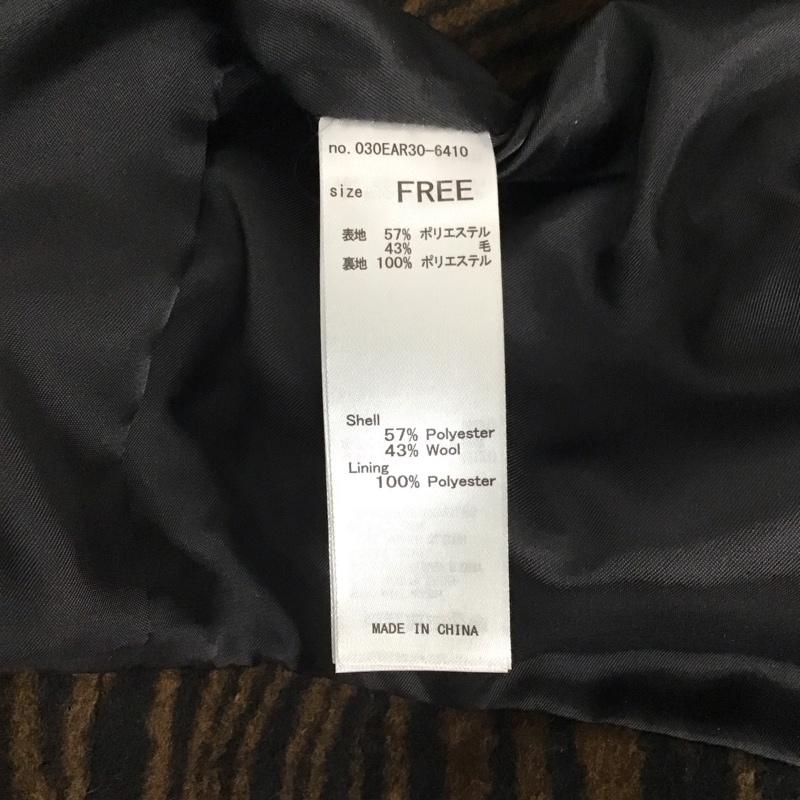 no. 030EAR30-6410
size FREE
表地 57% ポリエステル
43% 毛
裏地 100% ポリエステル
Shell
57% Polyester
43% Wool
Lining
100% Polyester
MADE IN CHINA